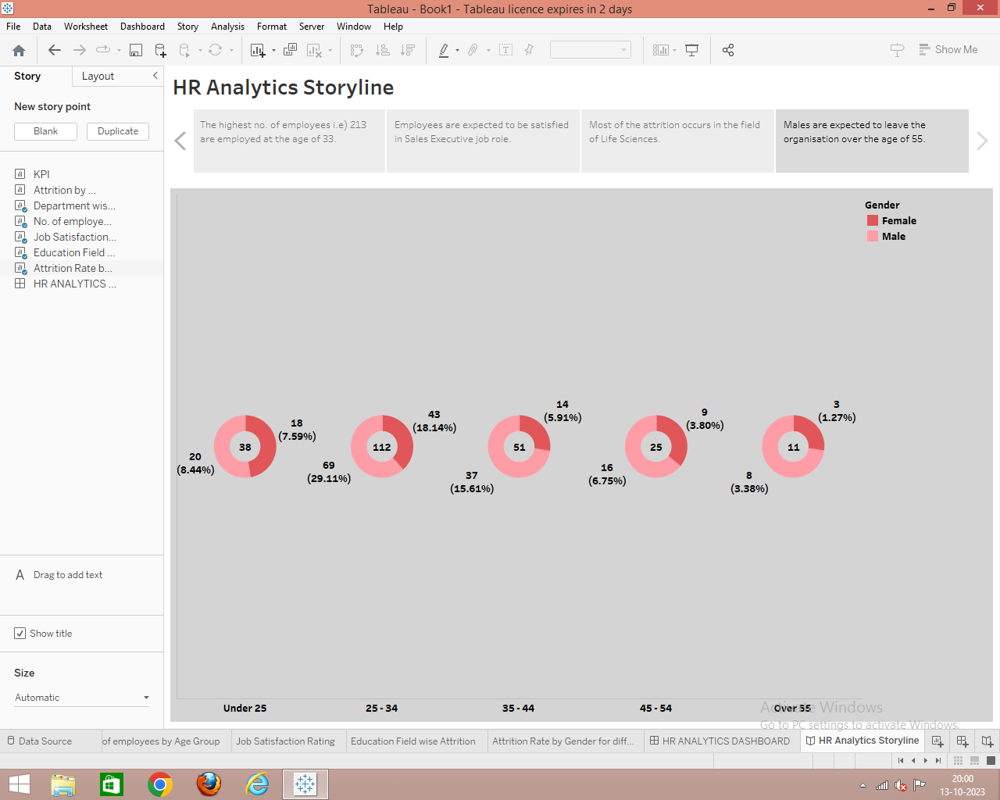 Tableau - Book1 - Tableau licence expires in 2 days
File Data Worksheet Dashboard Story Analysis Format Server Window Help
Show Me
Story Layout
New story point
Blank Duplicate
KPI
Attrition by ...
Department wis...
No. of employe...
Job Satisfaction...
Education Field ...
Attrition Rate b...
HR ANALYTICS ...
A Drag to add text
Show title
Size
Automatic
HR Analytics Storyline
The highest no. of employees i.e) 213
are employed at the age of 33.
Employees are expected to be satisfied
in Sales Executive job role.
Most of the attrition occurs in the field
of Life Sciences.
Males are expected to leave the
organisation over the age of 55.
Gender
Female
Male
18
(7.59%)
38
20
(8.44%)
43
(18.14%)
112
69
(29.11%)
14
(5.91%)
51
37
(15.61%)
9
(3.80%)
25
16
(6.75%)
3
(1.27%)
11
8
(3.38%)
Under 25 25 - 34 35 - 44 45 - 54 Over 55
Activate Windows
Go to PC settings to activate Windows.
Data Source of employees by Age Group Job Satisfaction Rating Education Field wise Attrition Attrition Rate by Gender for diff... HR ANALYTICS DASHBOARD HR Analytics Storyline
20:00
13-10-2023